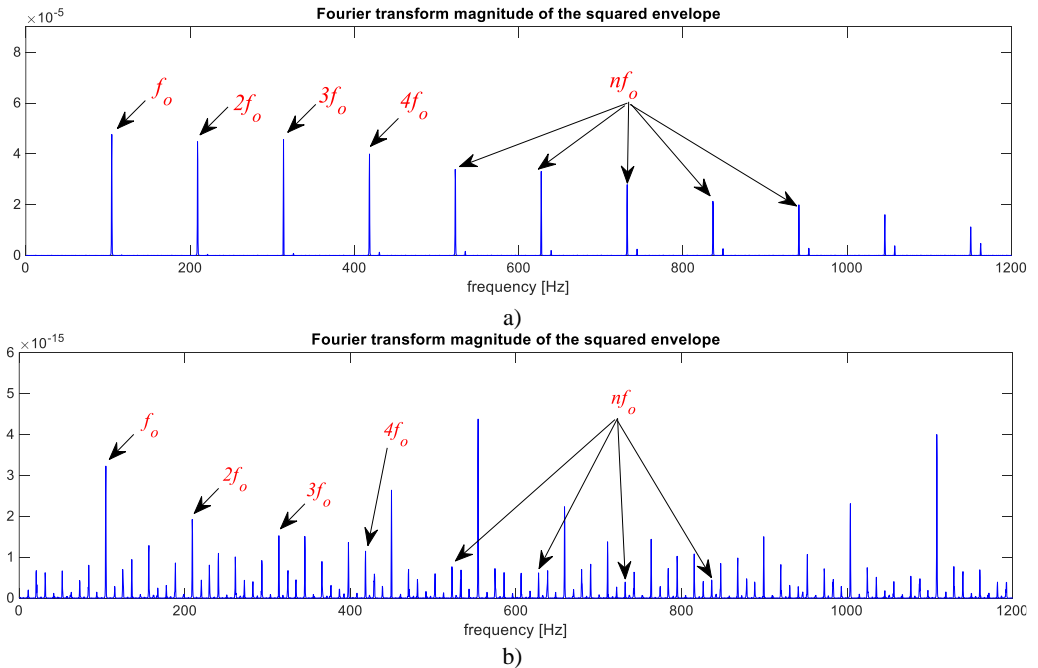 Fourier transform magnitude of the squared envelope
×10⁻⁵
8
6
4
2
0
f_o
2f_o
3f_o
4f_o
nf_o
0 200 400 600 800 1000 1200
frequency [Hz]
a)
Fourier transform magnitude of the squared envelope
×10⁻¹⁵
6
5
4
3
2
1
0
f_o
2f_o
3f_o
4f_o
nf_o
0 200 400 600 800 1000 1200
frequency [Hz]
b)